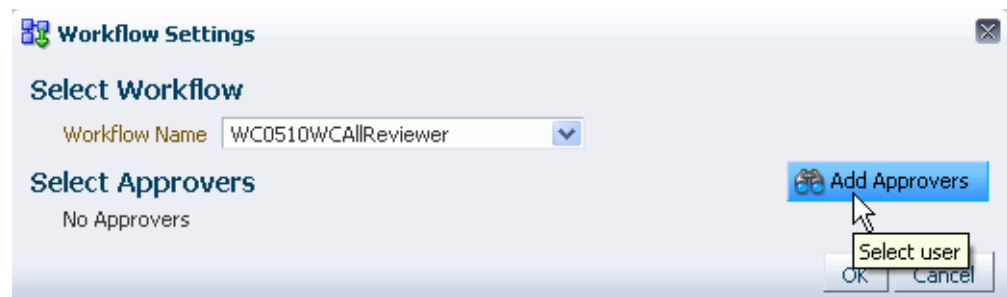 Workflow Settings
Select Workflow
Workflow Name WC0510WCAllReviewer
Select Approvers
Add Approvers
No Approvers
Select user
OK Cancel